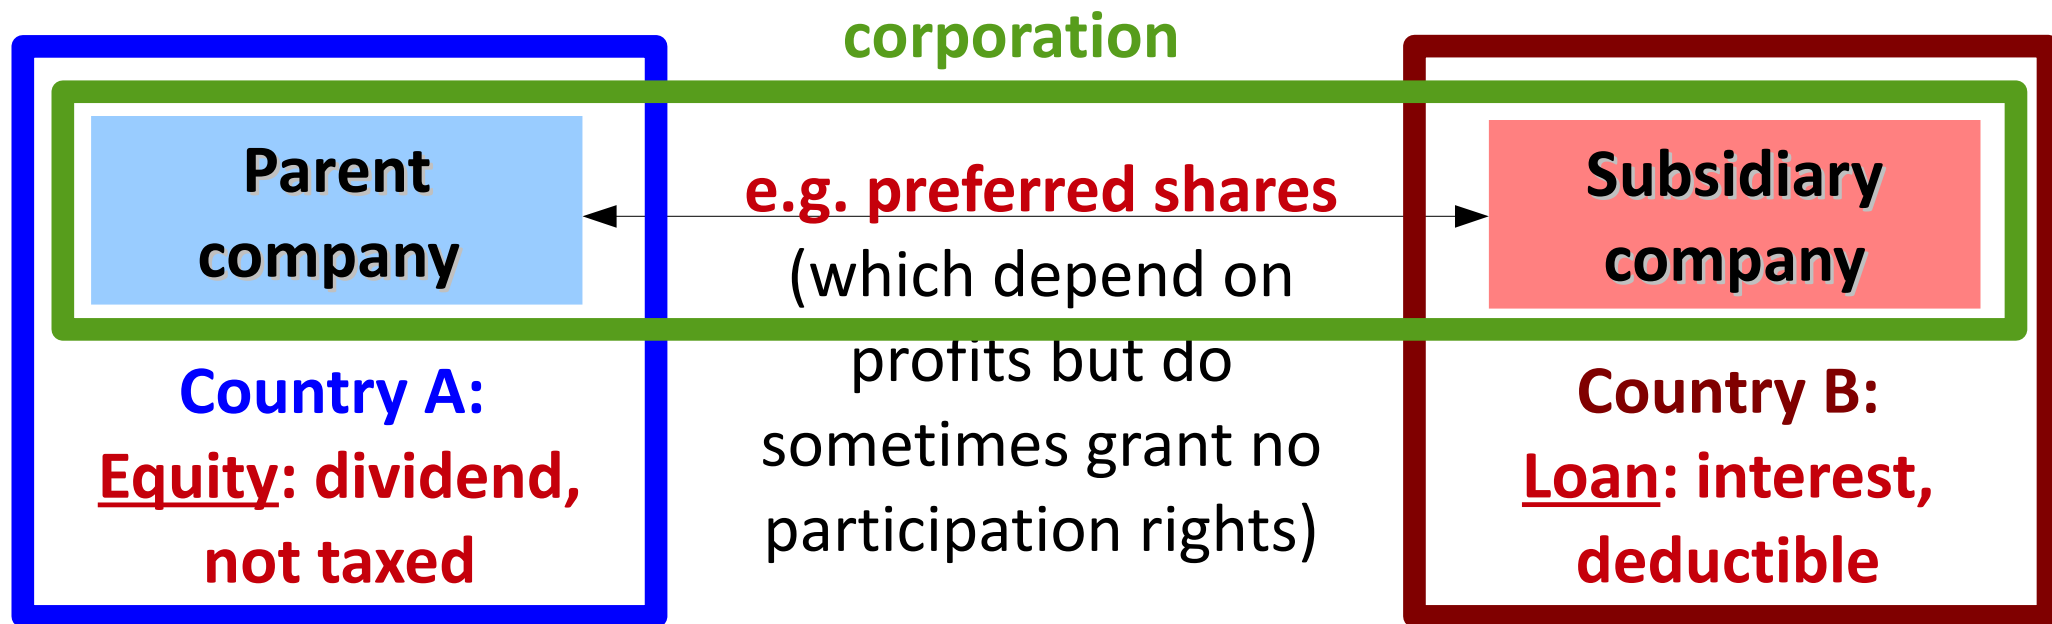 corporation
Parent
company
e.g. preferred shares
(which depend on
profits but do
sometimes grant no
participation rights)
Subsidiary
company
Country A:
Equity: dividend,
not taxed
Country B:
Loan: interest,
deductible